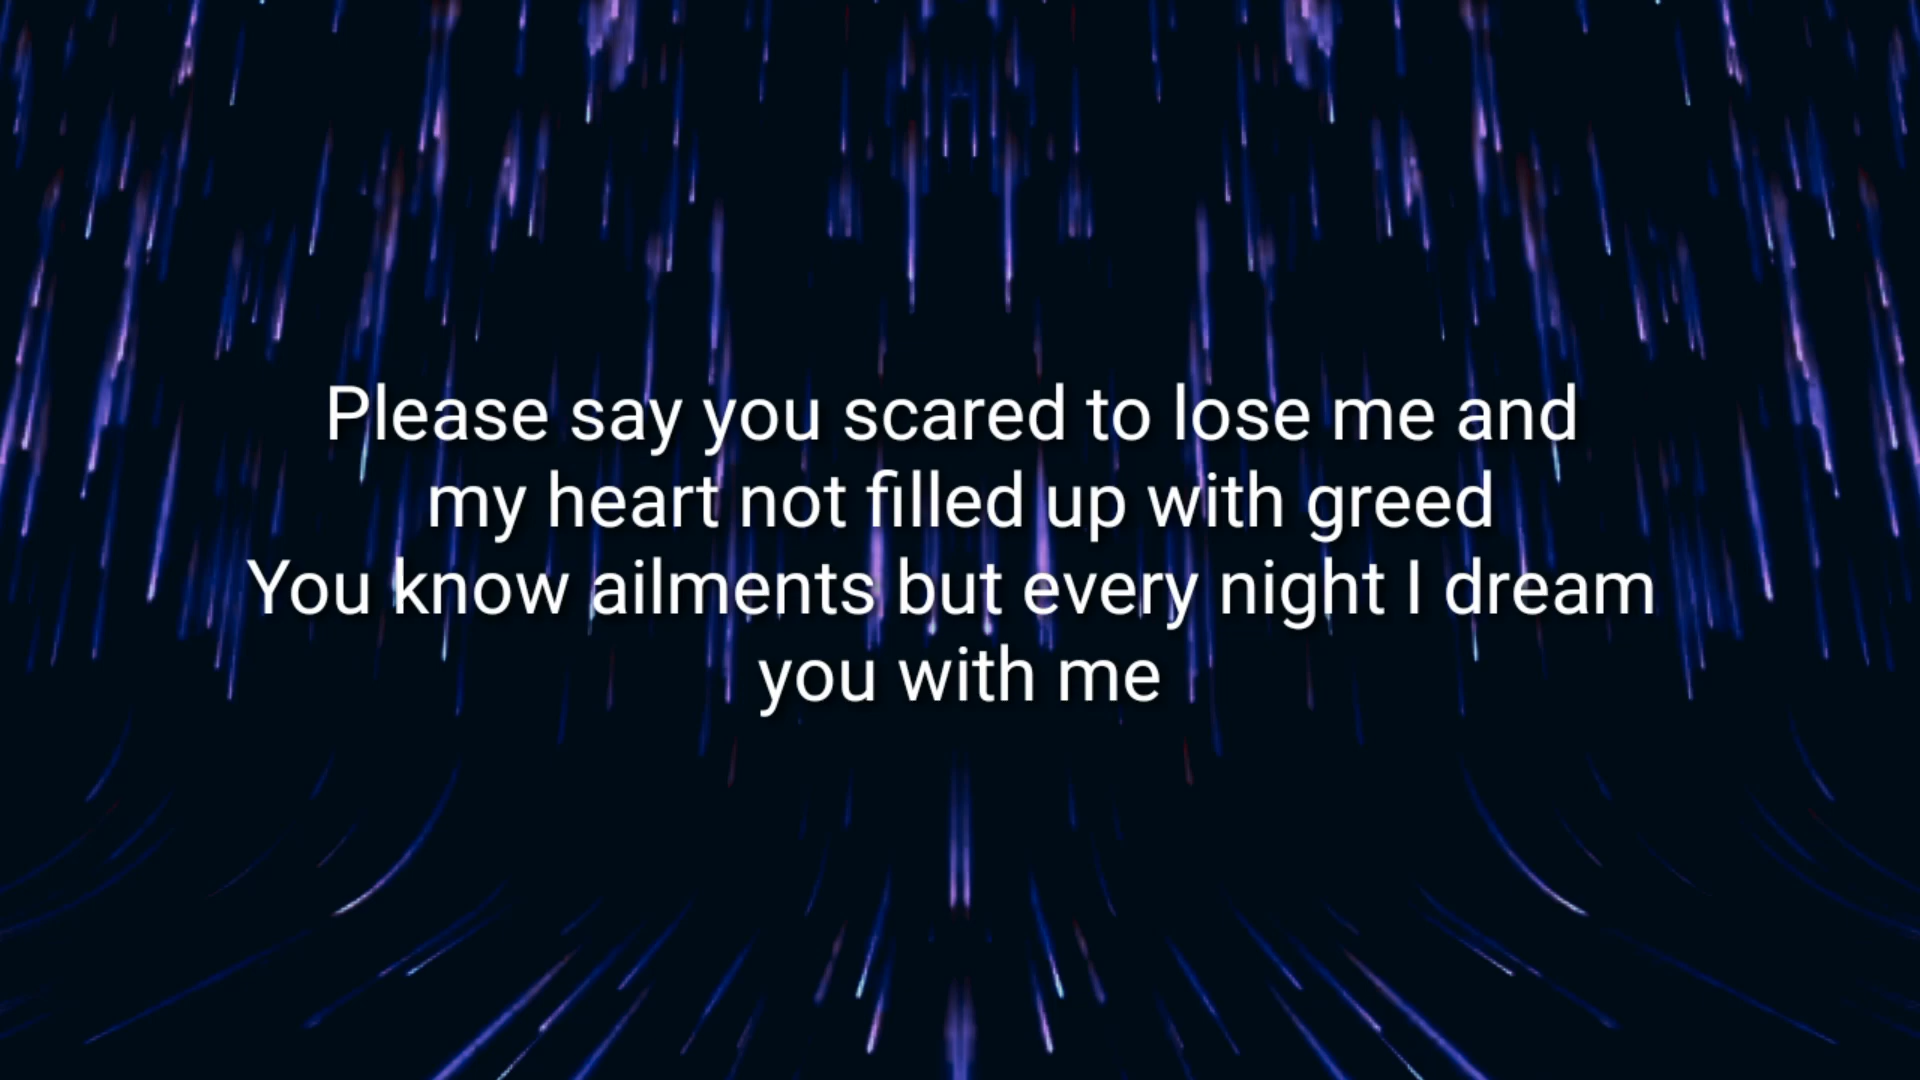 Please say you scared to lose me and
my heart not filled up with greed
You know ailments but every night I dream
you with me